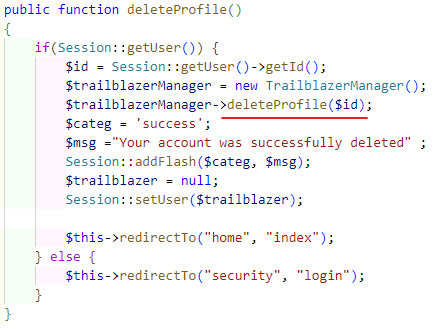 public function deleteProfile()
{
    if(Session::getUser()) {
        $id = Session::getUser()->getId();
        $trailblazerManager = new TrailblazerManager();
        $trailblazerManager->deleteProfile($id);
        $categ = 'success';
        $msg ="Your account was successfully deleted" ;
        Session::addFlash($categ, $msg);
        $trailblazer = null;
        Session::setUser($trailblazer);

        $this->redirectTo("home", "index");
    } else {
        $this->redirectTo("security", "login");
    }
}